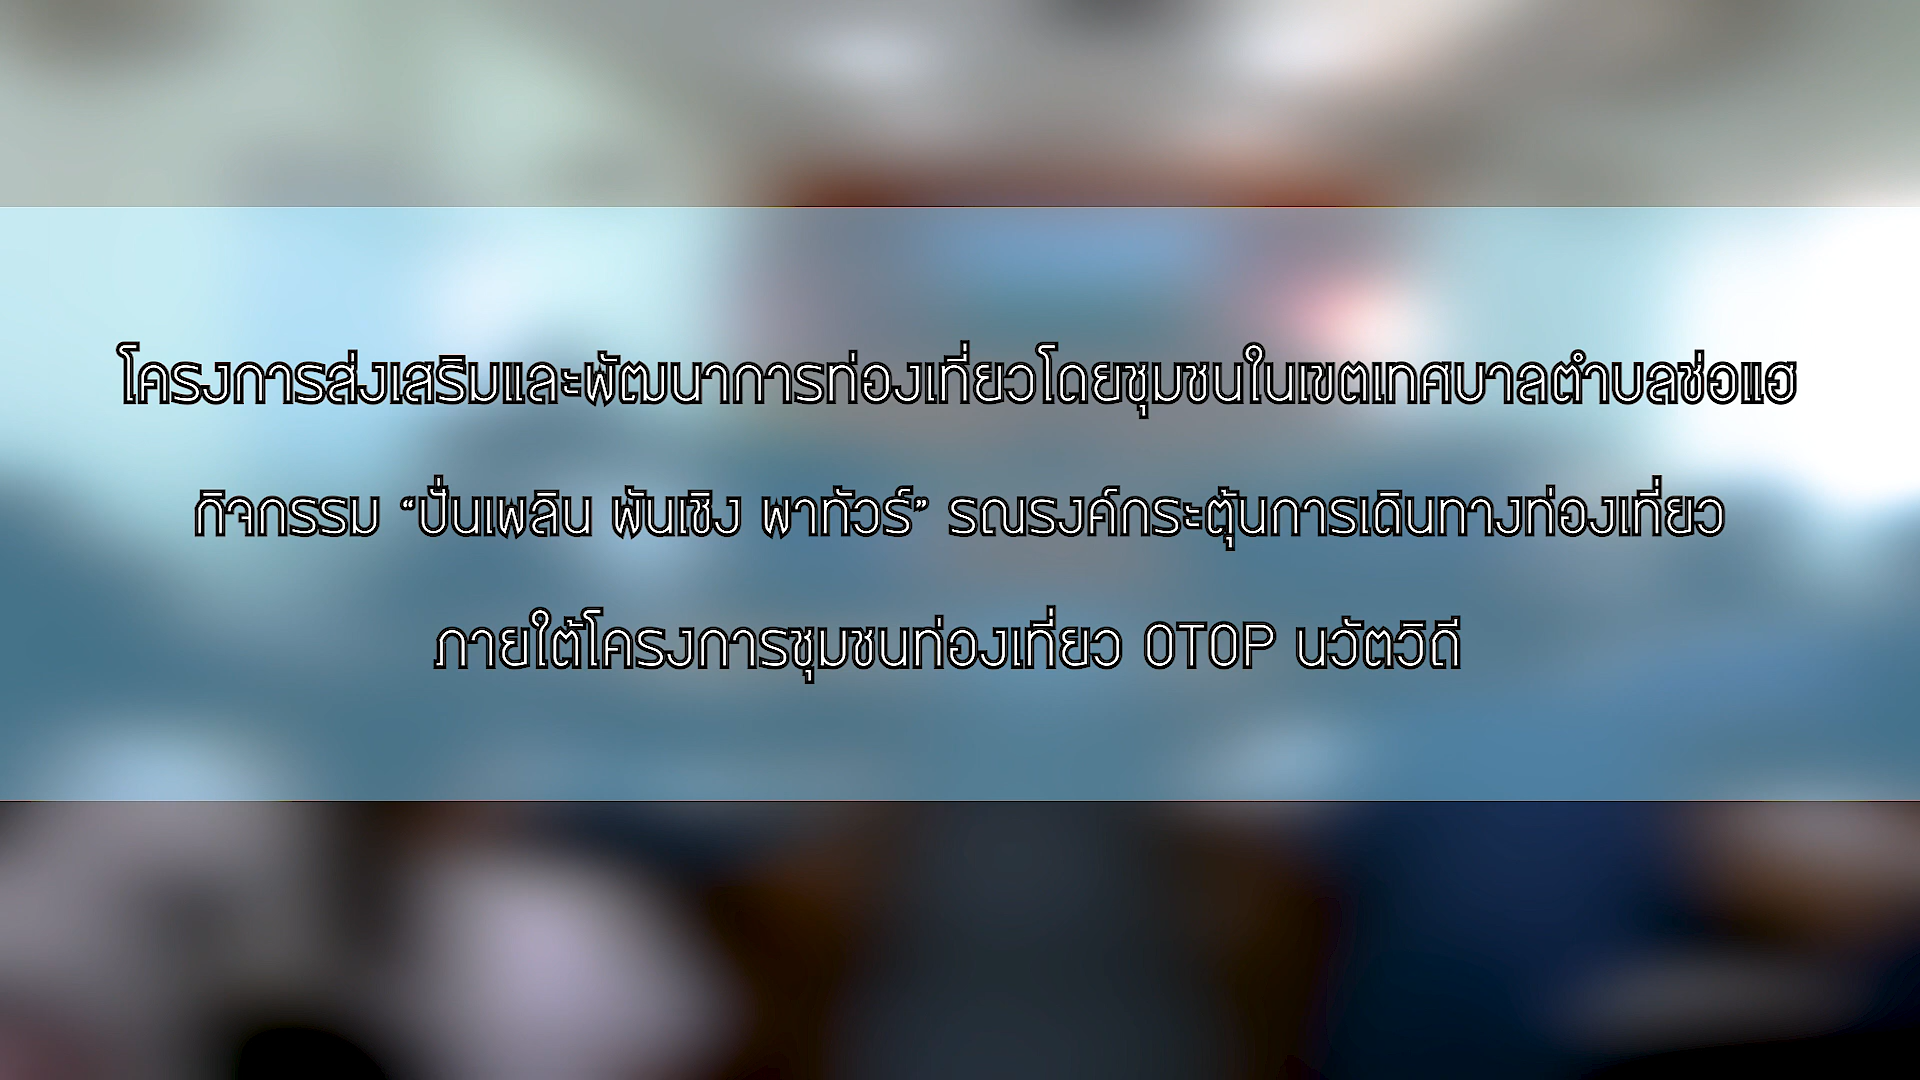 โครงการส่งเสริมและพัฒนาการท่องเที่ยวโดยชุมชนในเขตเทศบาลตำบลช่อแฮ
กิจกรรม “ปั่นเพลิน พันเชิง พาทัวร์” รณรงค์กระตุ้นการเดินทางท่องเที่ยว
ภายใต้โครงการชุมชนท่องเที่ยว OTOP นวัตวิดี